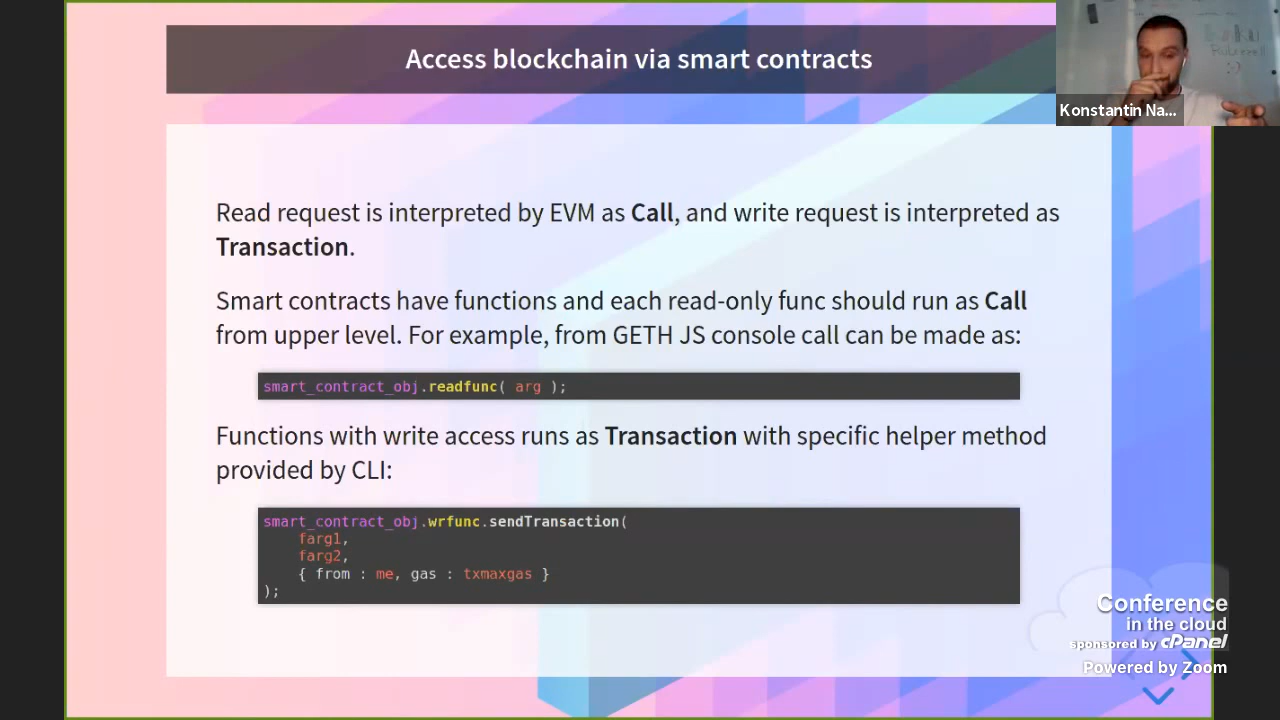 Access blockchain via smart contracts
Konstantin Na...
Read request is interpreted by EVM as Call, and write request is interpreted as
Transaction.
Smart contracts have functions and each read-only func should run as Call
from upper level. For example, from GETH JS console call can be made as:
smart_contract_obj.readfunc( arg );
Functions with write access runs as Transaction with specific helper method
provided by CLI:
smart_contract_obj.wrfunc.sendTransaction(
farg1,
farg2,
{ from : me, gas : txmaxgas }
);
Conference
in the cloud
sponsored by cPanel
Powered by Zoom